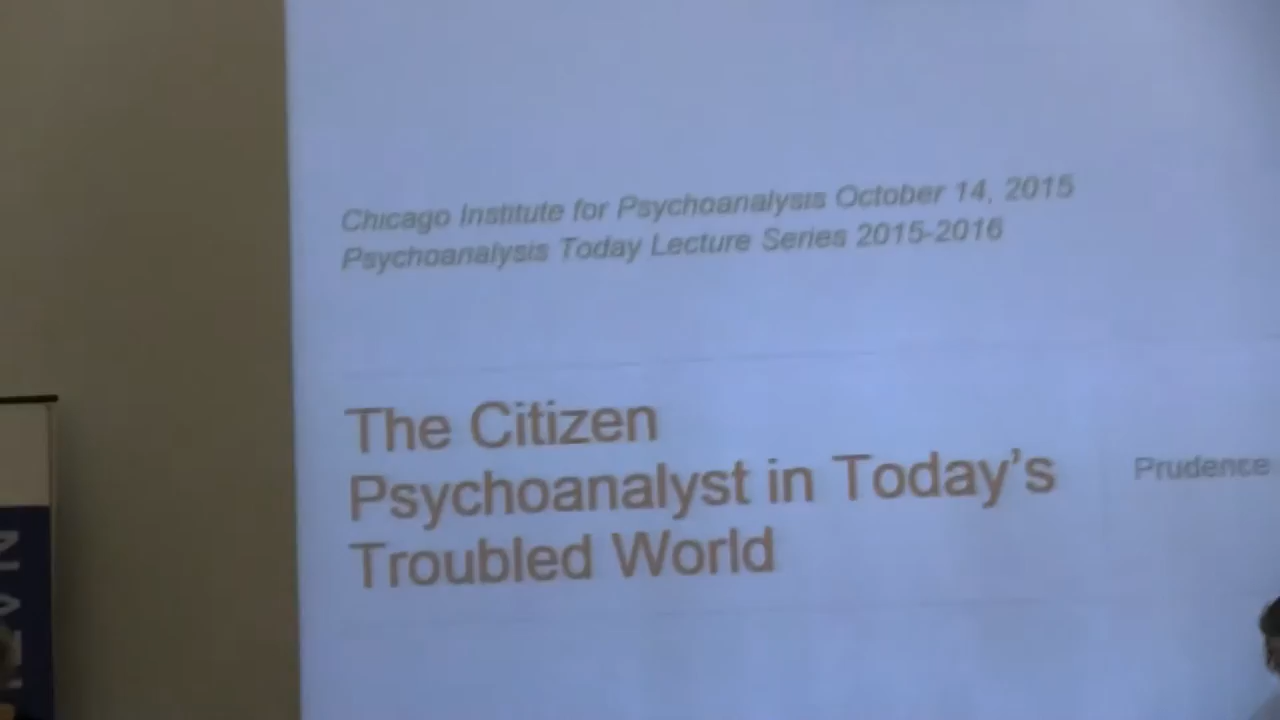 Chicago Institute for Psychoanalysis October 14, 2015
Psychoanalysis Today Lecture Series 2015-2016
The Citizen
Psychoanalyst in Today's
Troubled World
Prudence